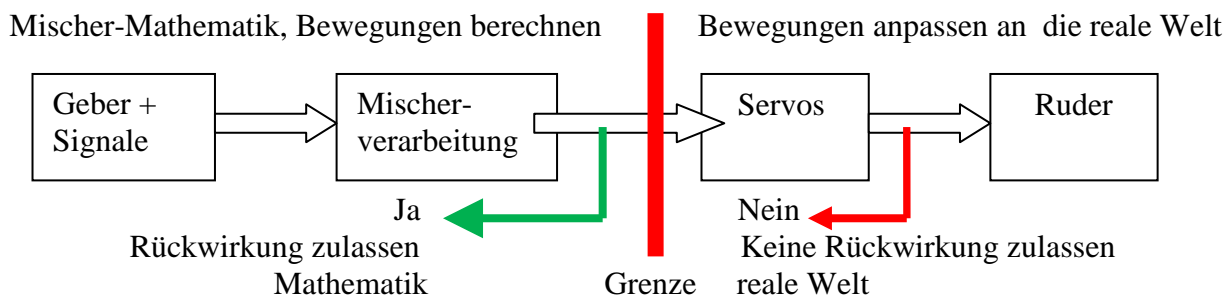 Mischer-Mathematik, Bewegungen berechnen
Bewegungen anpassen an die reale Welt
Geber +
Signale
Mischer-
verarbeitung
Servos
Ruder
Ja
Rückwirkung zulassen
Mathematik
Grenze
Nein
Keine Rückwirkung zulassen
reale Welt